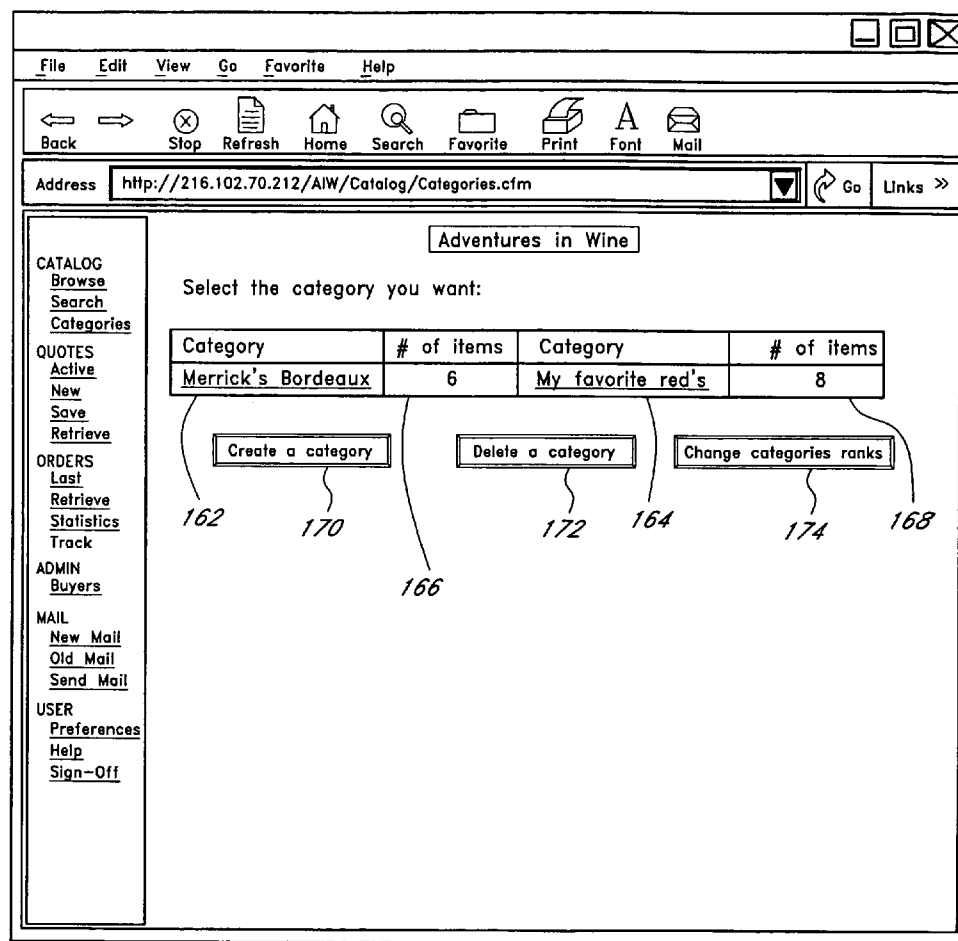 File Edit View Go Favorite Help
Back Stop Refresh Home Search Favorite Print Font Mail
Address http://216.102.70.212/AIW/Catalog/Categories.cfm Go Links »
CATALOG
Browse
Search
Categories
QUOTES
Active
New
Save
Retrieve
ORDERS
Last
Retrieve
Statistics
Track
ADMIN
Buyers
MAIL
New Mail
Old Mail
Send Mail
USER
Preferences
Help
Sign-Off
Adventures in Wine
Select the category you want:
Category # of items Category # of items
Merrick's Bordeaux 6 My favorite red's 8
Create a category Delete a category Change categories ranks
162 170 172 164 174 168
166